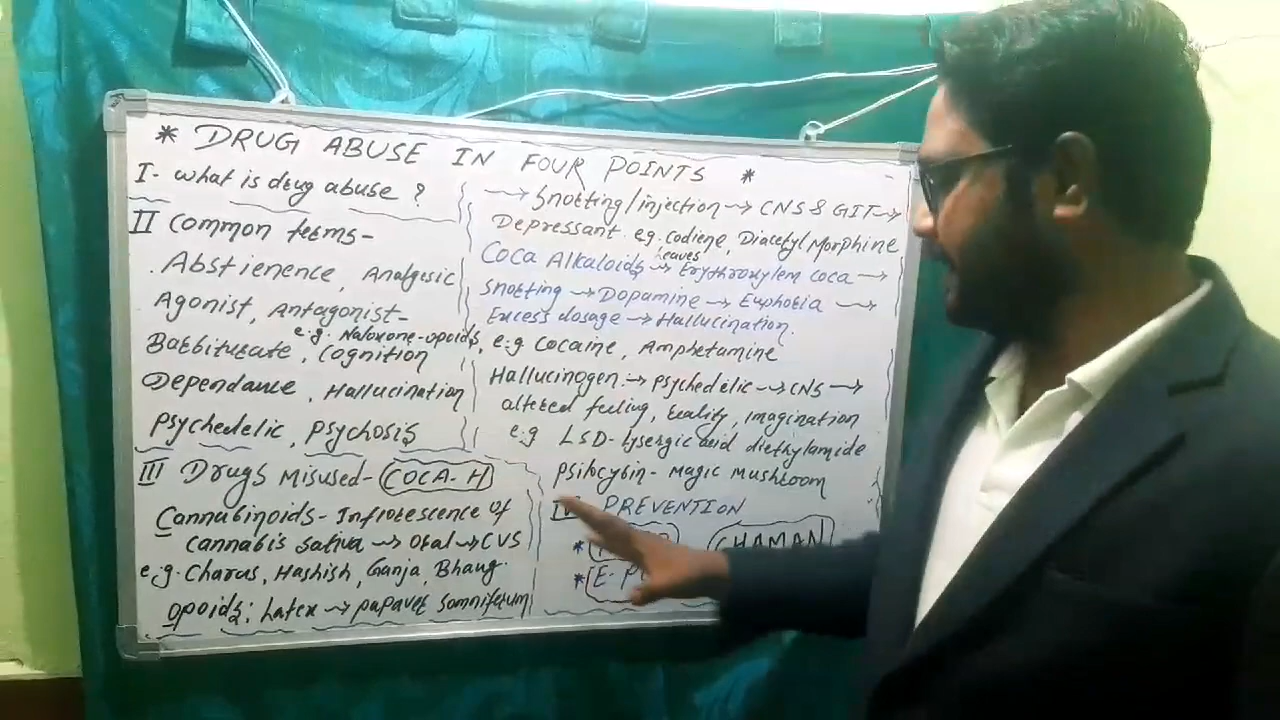 * DRUG ABUSE IN FOUR POINTS *
I- what is drug abuse ?
II Common terms-
Abstienence, Analgesic
Agonist, Antagonist-
e.g. Naloxone-opoids,
Barbiturate, Cognition
Dependance, Hallucination
Psychedelic, Psychosis
III Drugs Misused- COCA-H
Cannabinoids- Inflorescence of
cannabis sativa → Oral → CVS
e.g. Charas, Hashish, Ganja, Bhang.
Opoids: Latex → papaver somniferum
→ Snorting/injection → CNS & GIT →
Depressant e.g. Codiene, Diacetyl Morphine
Coca Alkaloids → leaves Erythroxylem coca →
Snorting → Dopamine → Euphoria →
Excess dosage → Hallucination.
e.g Cocaine, Amphetamine
Hallucinogen → psychedelic → CNS →
altered feeling, reality, imagination
e.g LSD- lysergic acid diethylamide
psilocybin- Magic Mushroom
PREVENTION
* CHAMAN
* E-